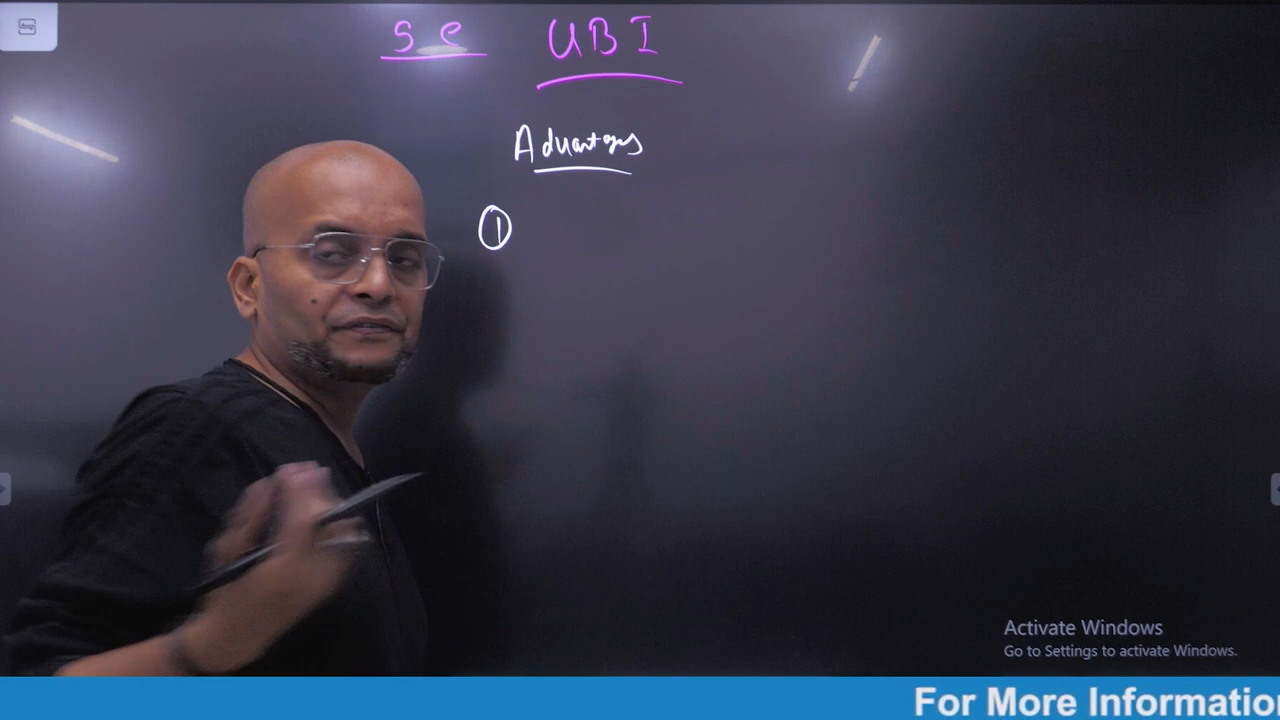 S e UBI
Advantages
①
Activate Windows
Go to Settings to activate Windows.
For More Informatio